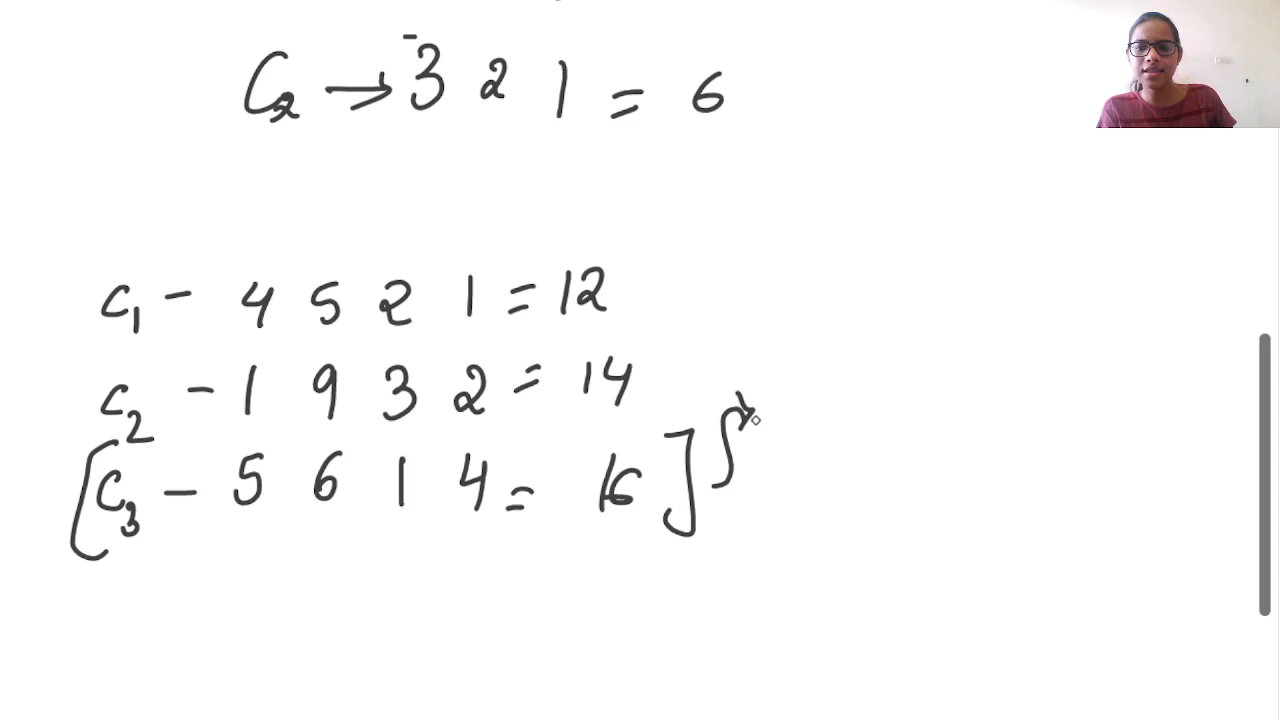 C2 → 3 2 1 = 6
C1 - 4 5 2 1 = 12
C2 - 1 9 3 2 = 14
[C3 - 5 6 1 4 = 16]